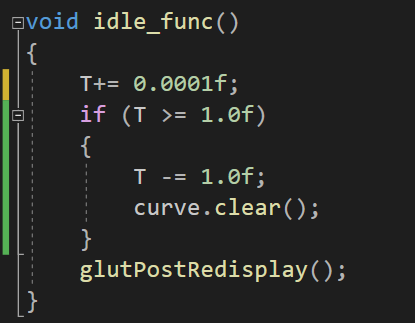 void idle_func()
{
T+= 0.0001f;
if (T >= 1.0f)
{
T -= 1.0f;
curve.clear();
}
glutPostRedisplay();
}